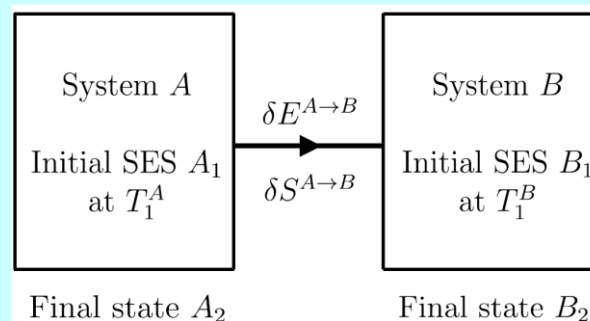 System A
Initial SES A₁
at T₁ᴬ
δEᴬ→ᴮ
δSᴬ→ᴮ
System B
Initial SES B₁
at T₁ᴮ
Final state A₂
Final state B₂